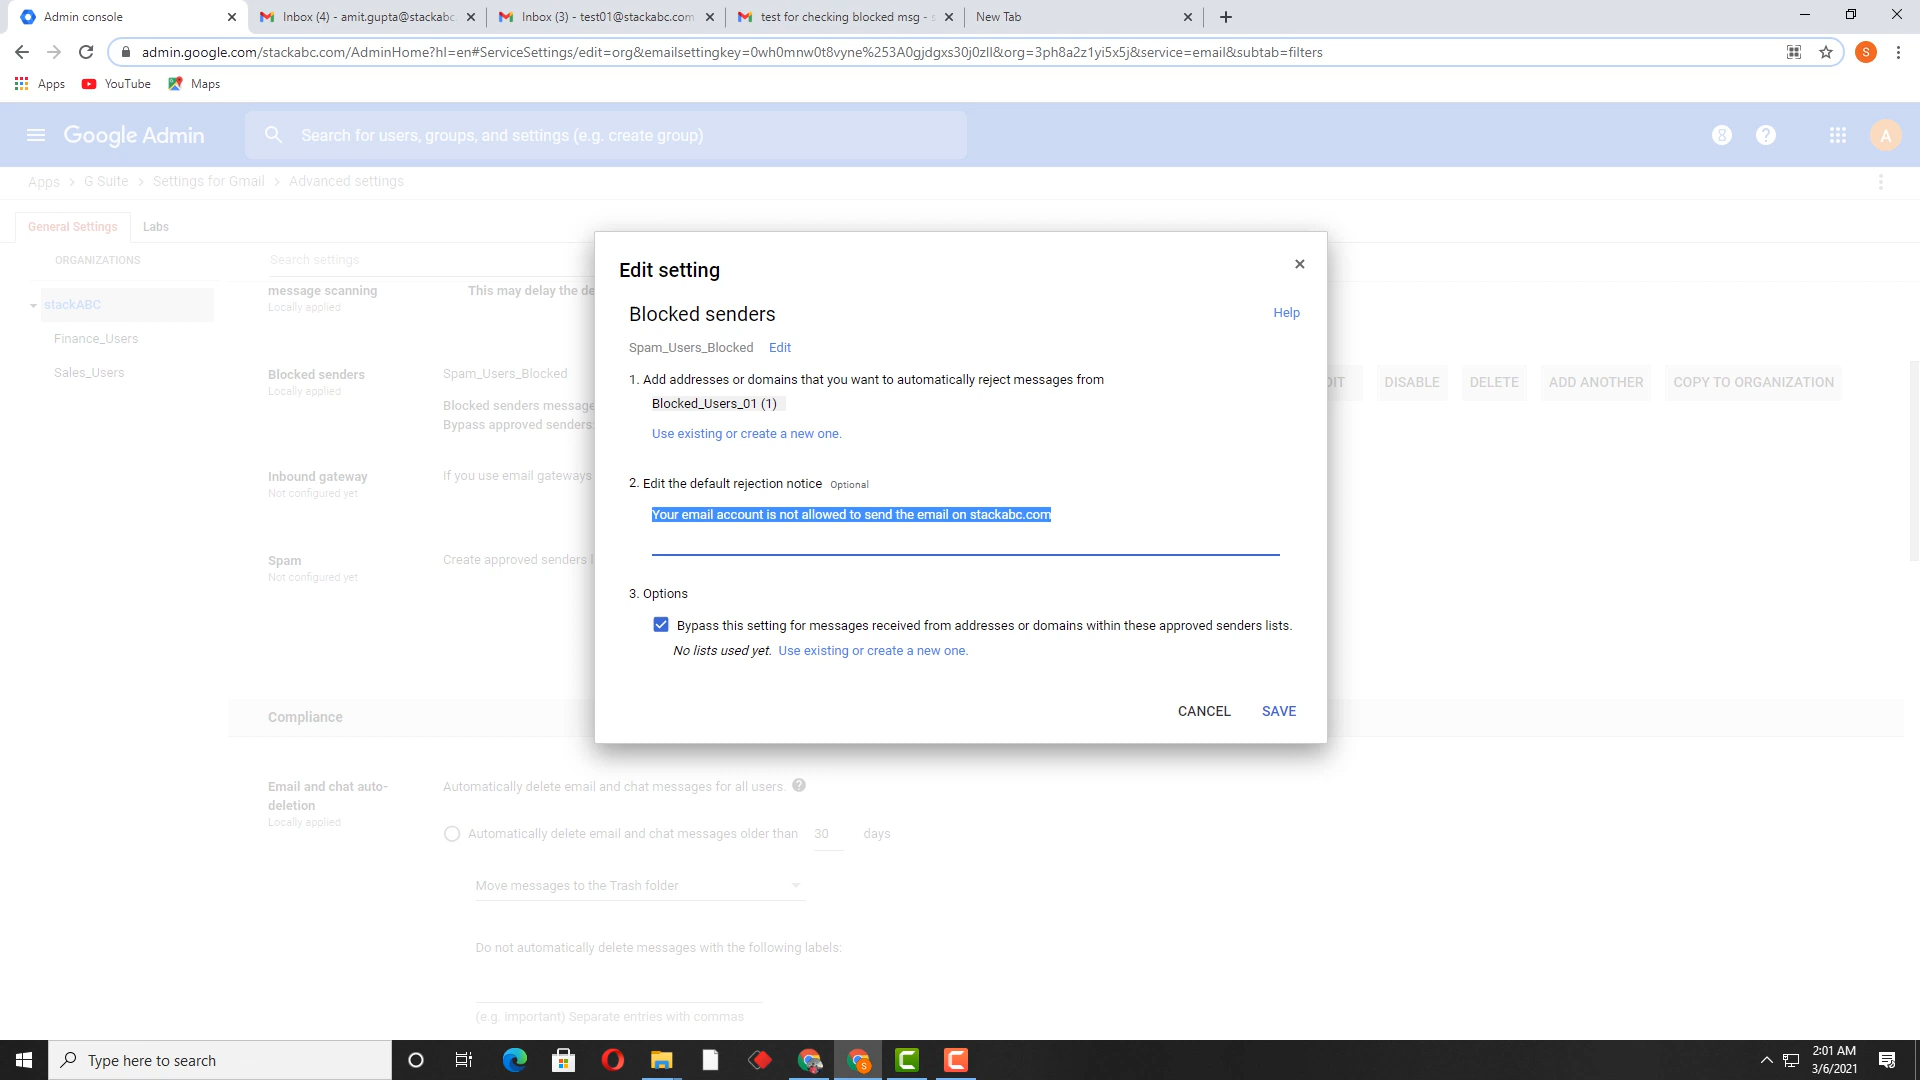 Admin console
Inbox (4) - amit.gupta@stackabc.
Inbox (3) - test01@stackabc.com
test for checking blocked msg - s
New Tab
admin.google.com/stackabc.com/AdminHome?hl=en#ServiceSettings/edit=org&emailsettingkey=0wh0mnw0t8vyne%253A0gjdgxs30j0zll&org=3ph8a2z1yi5x5j&service=email&subtab=filters
S
Apps
YouTube
Maps
Google Admin
Search for users, groups, and settings (e.g. create group)
8
?
A
Apps > G Suite > Settings for Gmail > Advanced settings
General Settings
Labs
ORGANIZATIONS
Search settings
stackABC
Finance_Users
Sales_Users
message scanning
Locally applied
This may delay the de
Blocked senders
Locally applied
Spam_Users_Blocked
Blocked senders message
Bypass approved senders
DIT
DISABLE
DELETE
ADD ANOTHER
COPY TO ORGANIZATION
Inbound gateway
Not configured yet
If you use email gateways
Spam
Not configured yet
Create approved senders l
Edit setting
Blocked senders
Help
Spam_Users_Blocked Edit
1. Add addresses or domains that you want to automatically reject messages from
Blocked_Users_01 (1)
Use existing or create a new one.
2. Edit the default rejection notice Optional
Your email account is not allowed to send the email on stackabc.com
3. Options
Bypass this setting for messages received from addresses or domains within these approved senders lists.
No lists used yet. Use existing or create a new one.
CANCEL
SAVE
Compliance
Email and chat auto-
deletion
Locally applied
Automatically delete email and chat messages for all users. ?
Automatically delete email and chat messages older than 30 days
Move messages to the Trash folder
Do not automatically delete messages with the following labels:
(e.g. important) Separate entries with commas
Type here to search
2:01 AM
3/6/2021